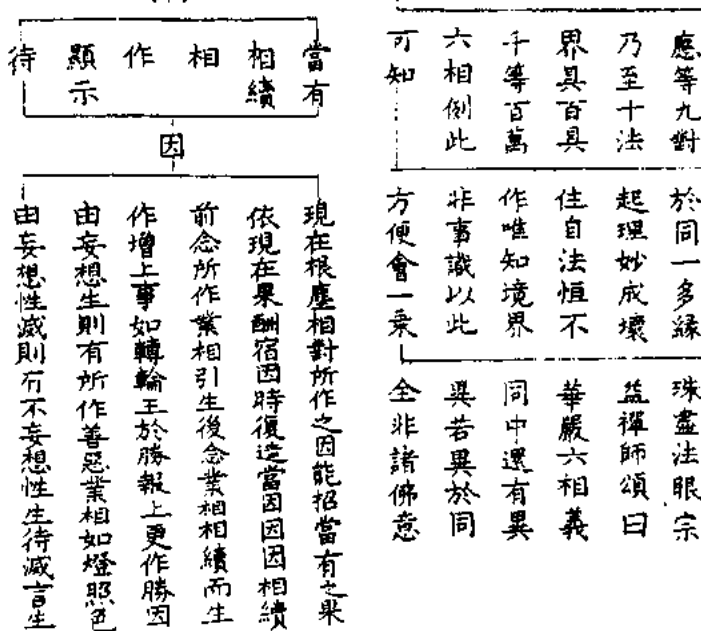 應等九對
乃至十法
界具百具
千等百萬
六相例此
可知
於同一多緣
起理妙成壞
住自法恒不
作唯知境界
非事識以此
方便會一乘
珠盡法眼宗
益禪師頌曰
華嚴六相義
同中還有異
異若異於同
全非諸佛意
當有
相續
相
作
顯示
待
因
現在根塵相對所作之因能招當有之果
依現在果酬宿因時復造當因因因相續
前念所作業相引生後念業相相續而生
作增上事如轉輪王於勝報上更作勝因
由妄想生則有所作善惡業相如燈照色
由妄想性滅則有不妄想性生待滅言生